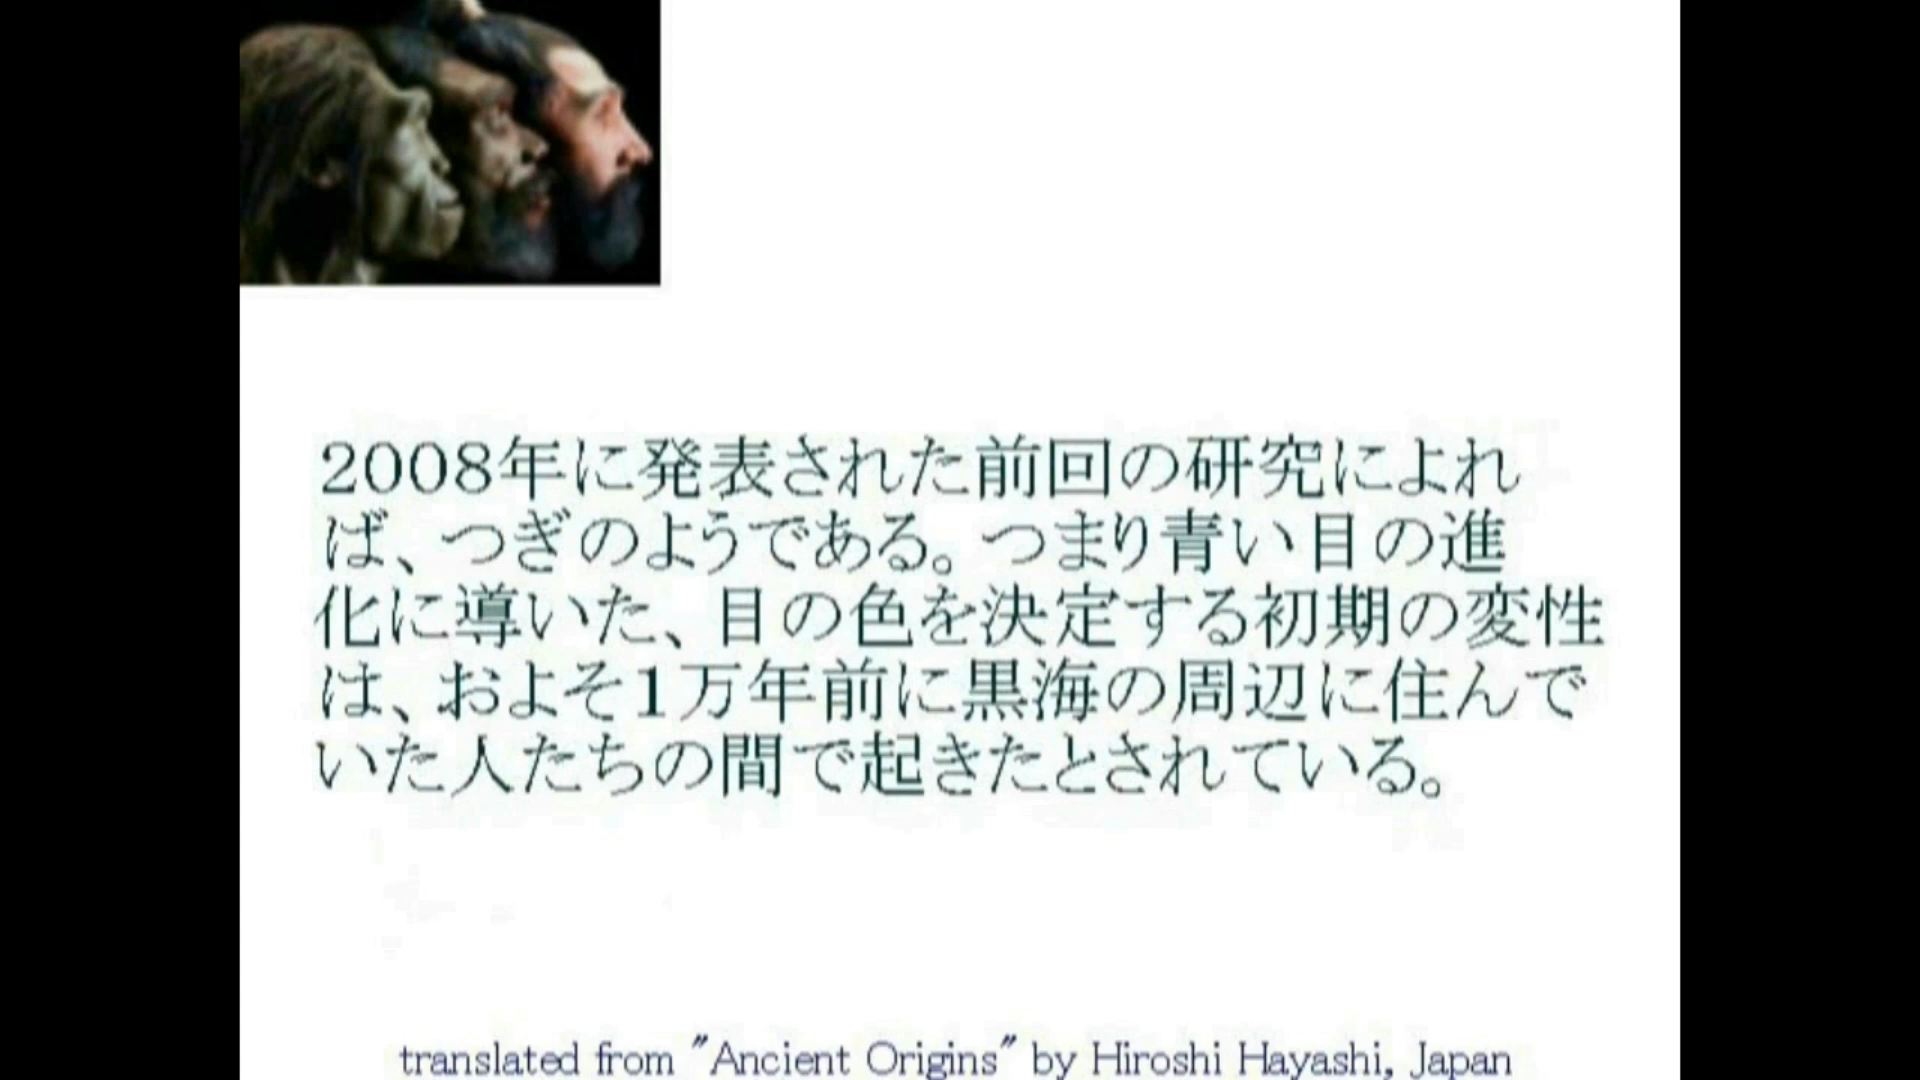 2008年に発表された前回の研究によれ
ば、つぎのようである。つまり青い目の進
化に導いた、目の色を決定する初期の変性
は、およそ1万年前に黒海の周辺に住んで
いた人たちの間で起きたとされている。
translated from "Ancient Origins" by Hiroshi Hayashi, Japan